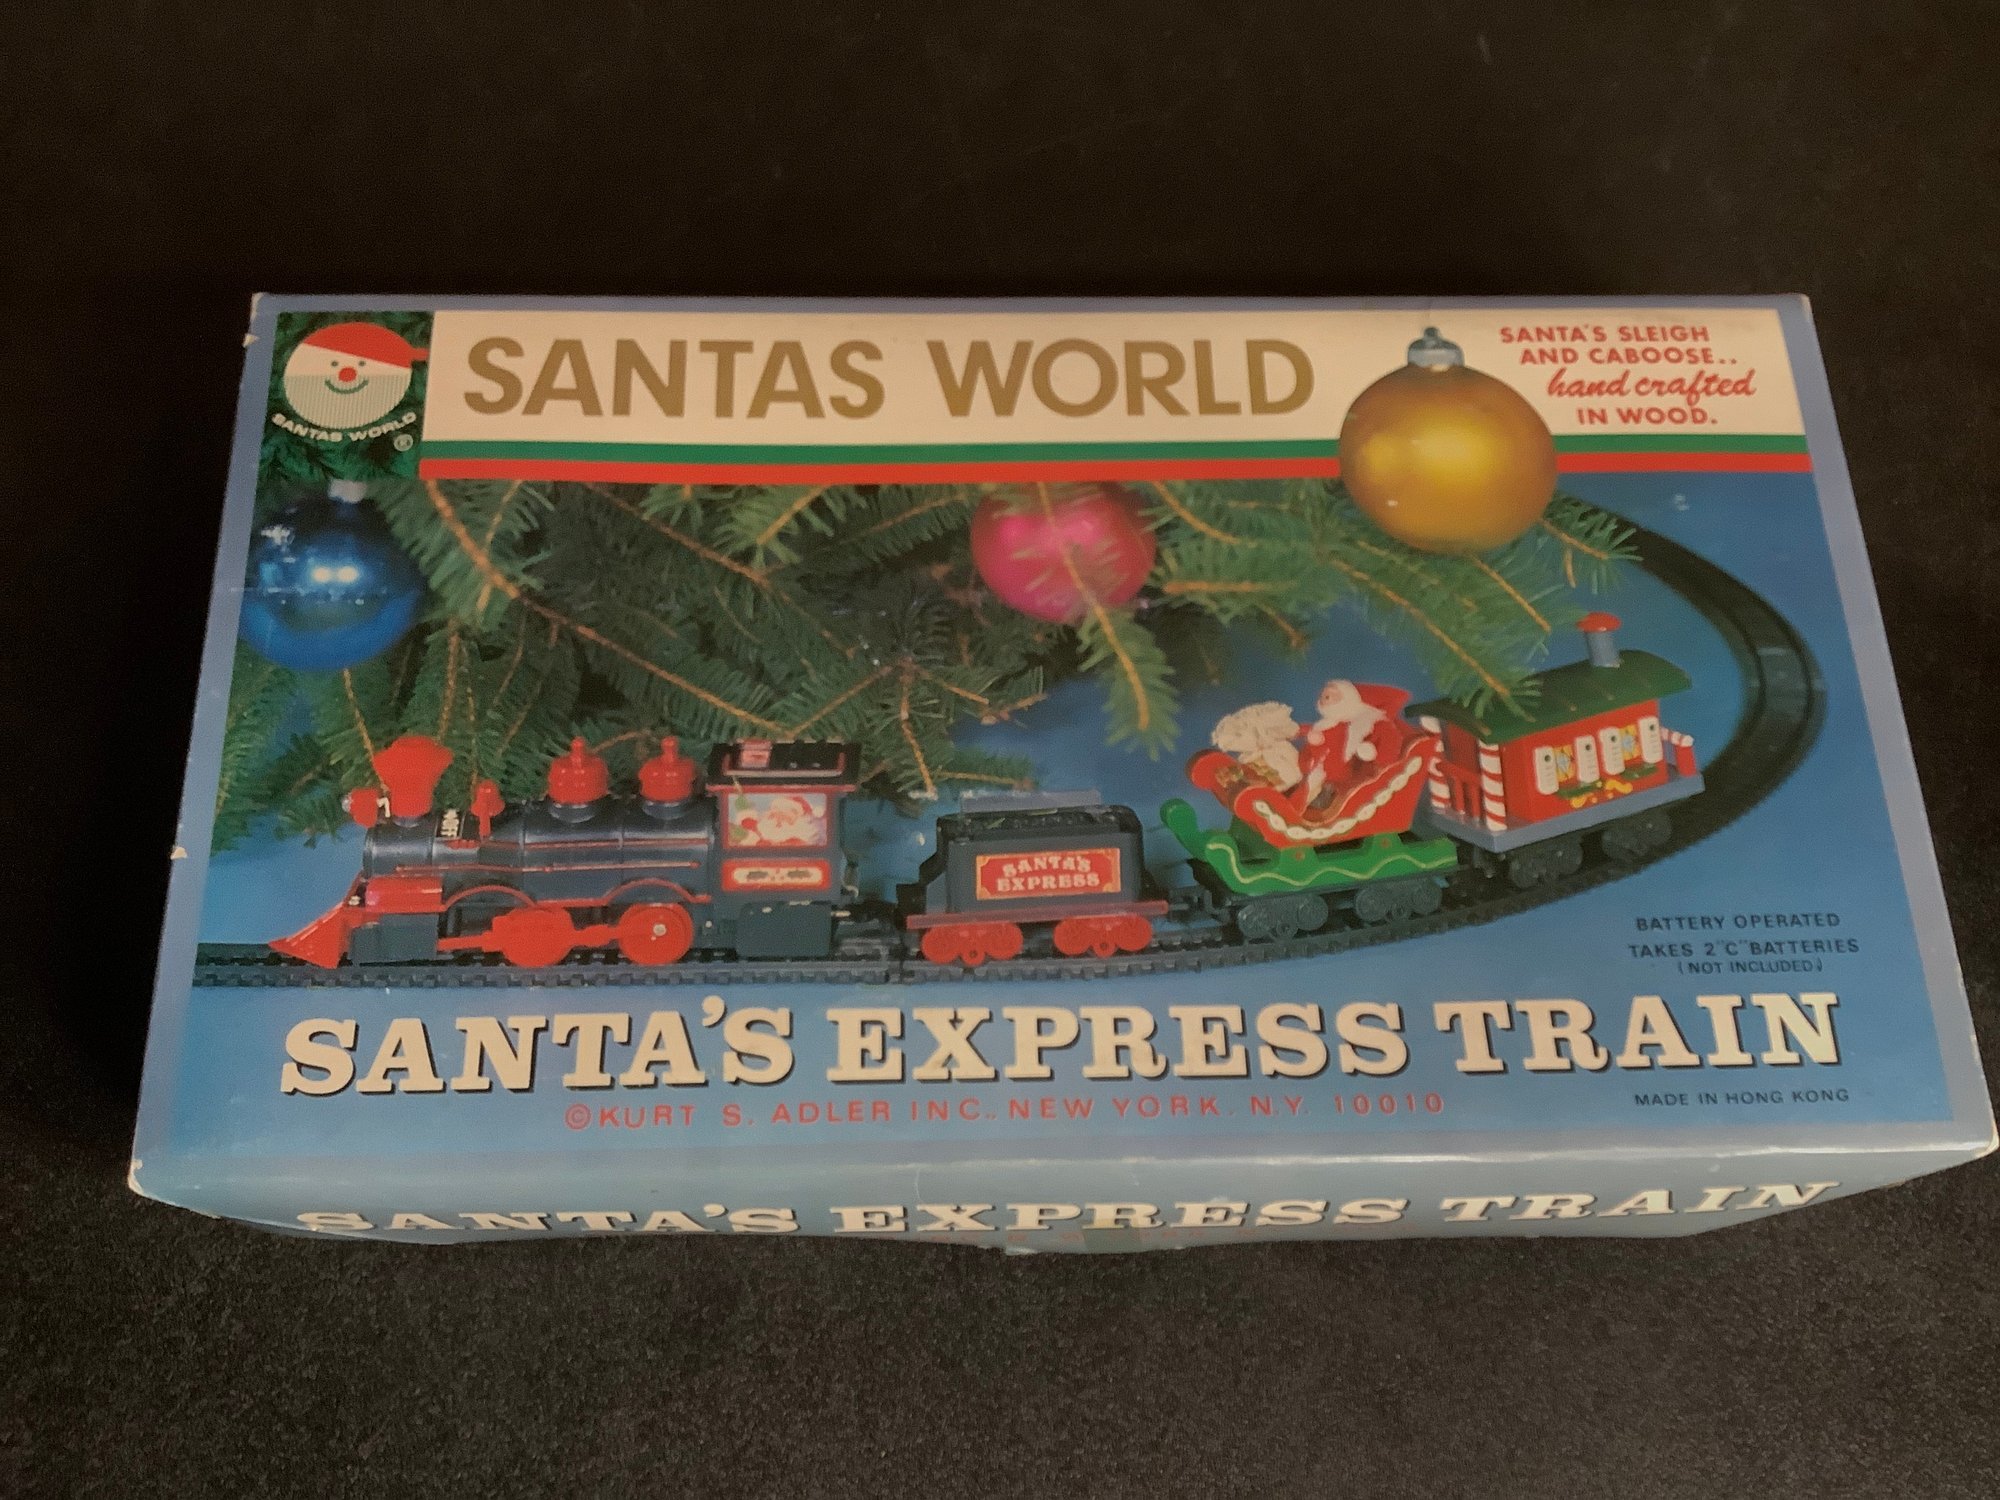 SANTAS WORLD
®
SANTAS WORLD
SANTA'S SLEIGH
AND CABOOSE..
hand crafted
IN WOOD.
SANTA'S
EXPRESS
BATTERY OPERATED
TAKES 2"C"BATTERIES
(NOT INCLUDED)
SANTA'S EXPRESS TRAIN
©KURT S. ADLER INC., NEW YORK, N.Y. 10010
MADE IN HONG KONG
SANTA'S EXPRESS TRAIN